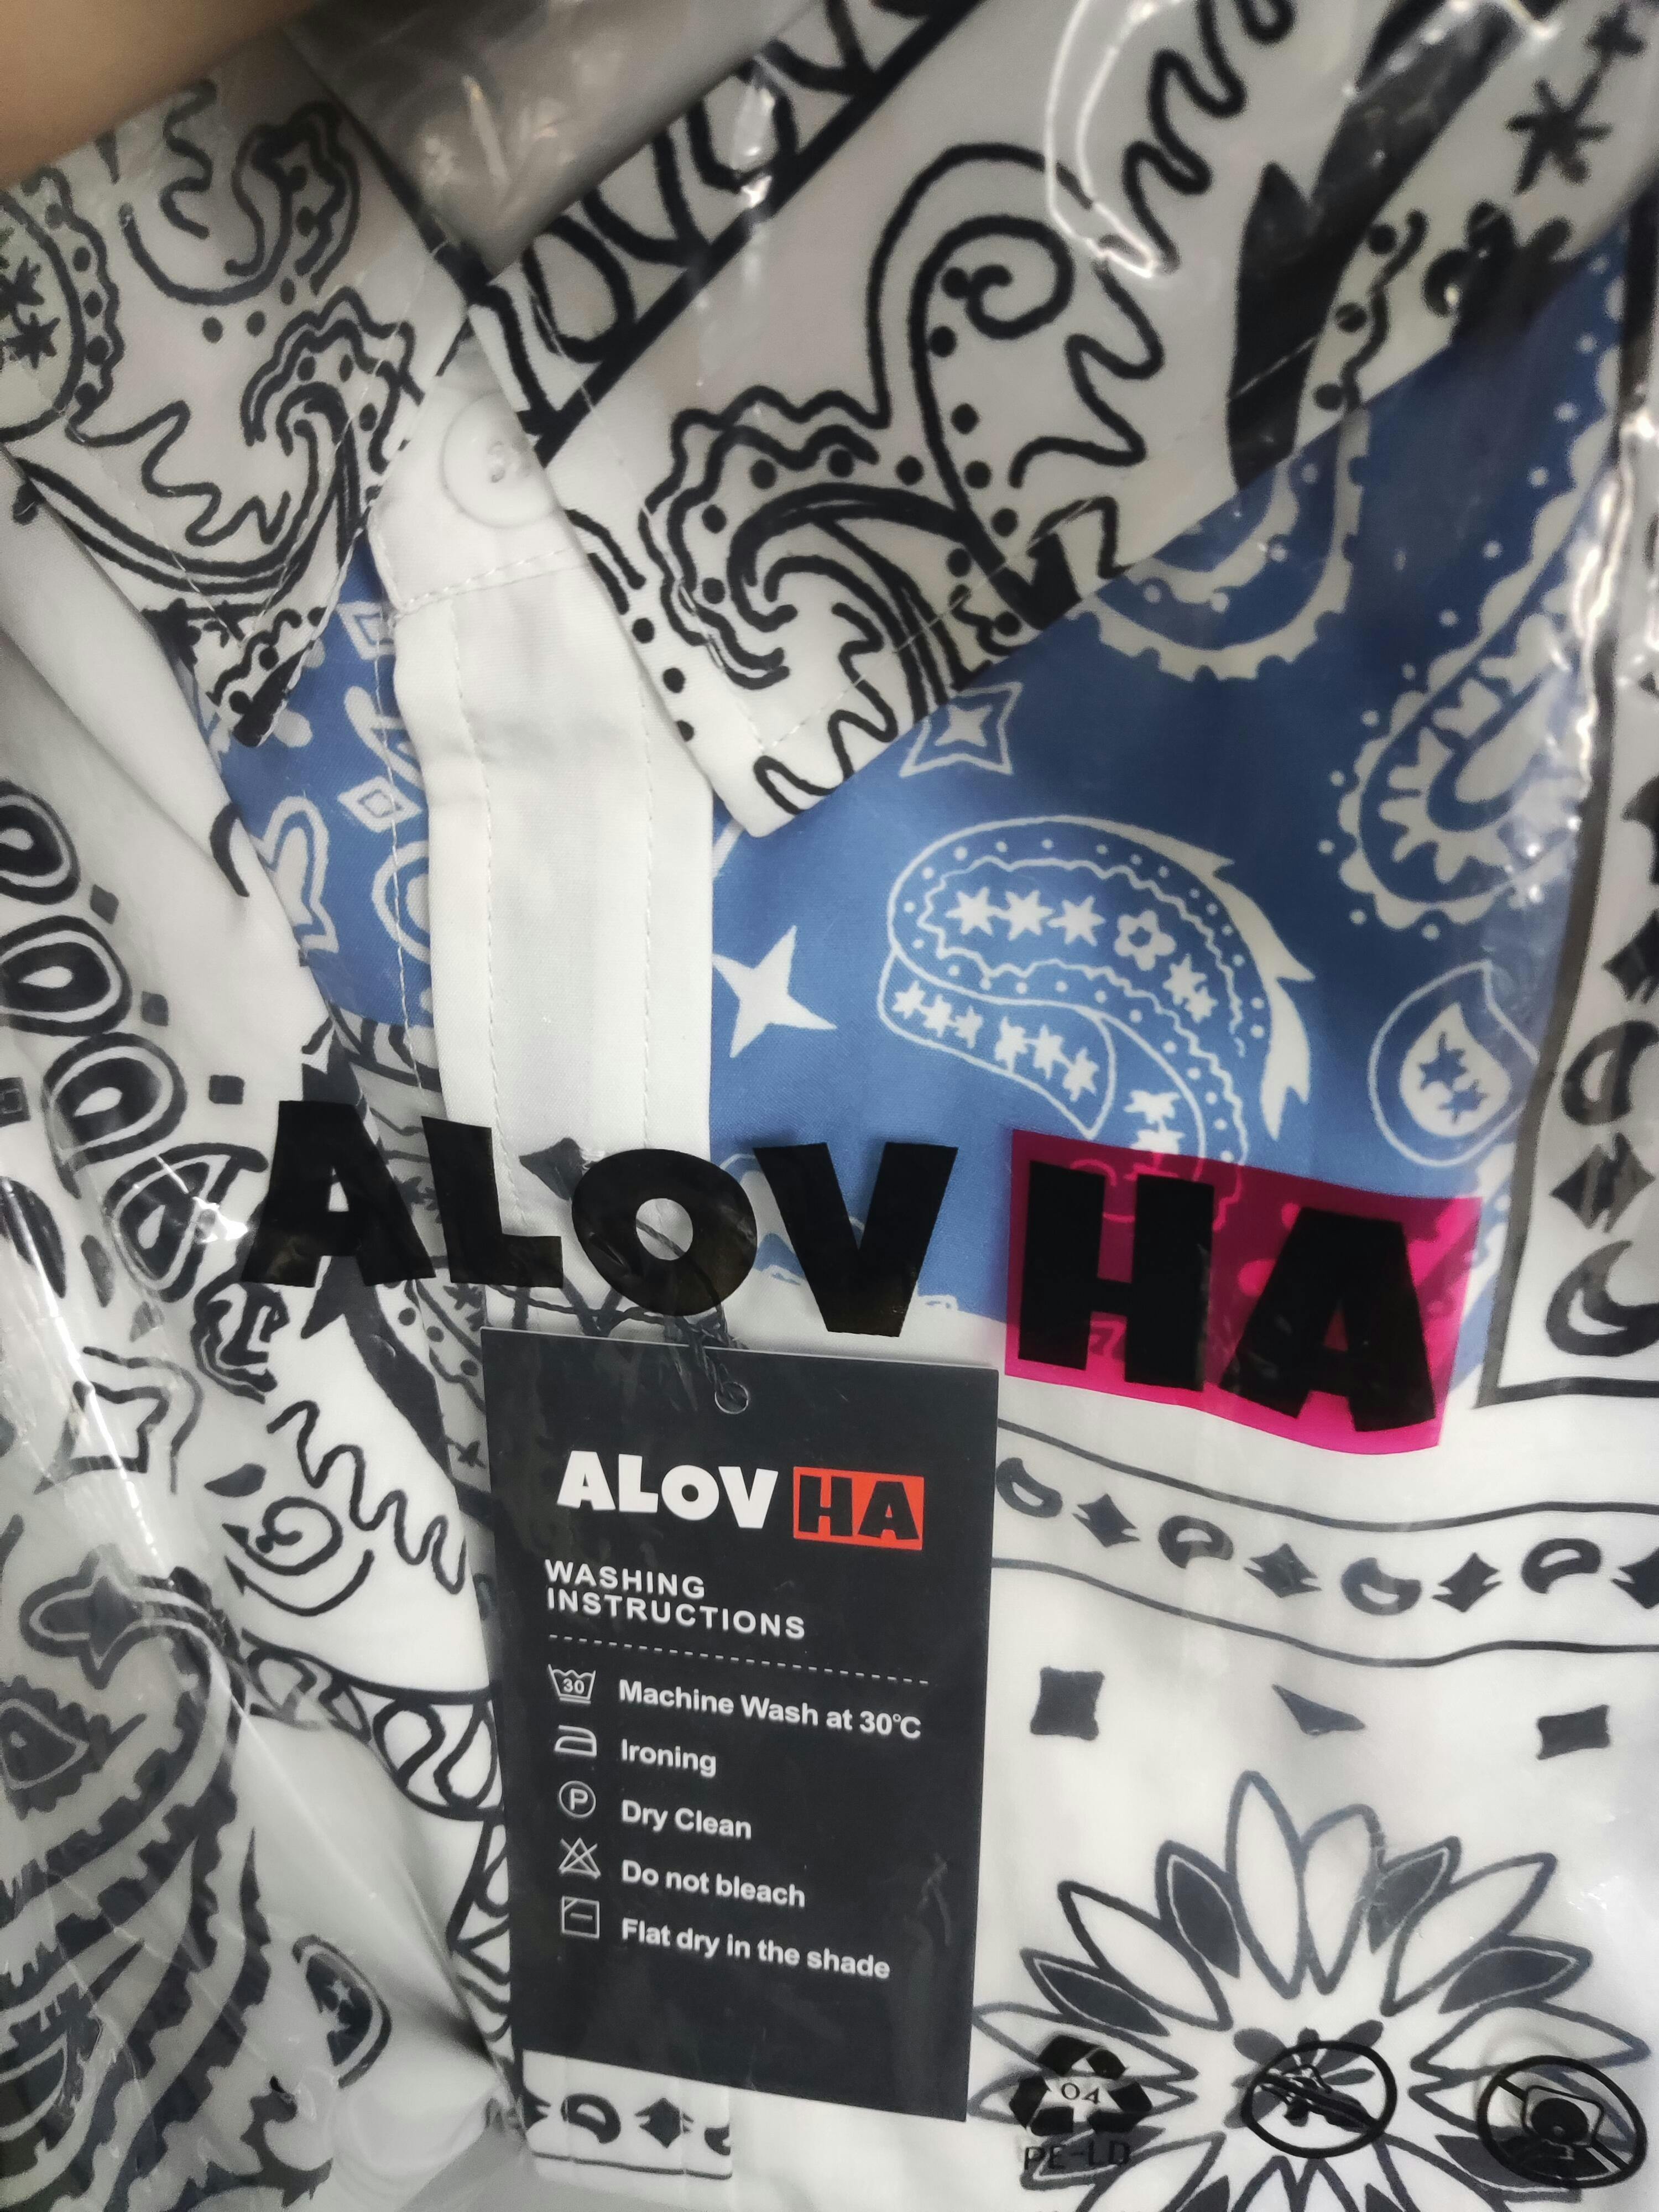 ALOV HA
ALOV HA
WASHING
INSTRUCTIONS
30
Machine Wash at 30°C
Ironing
P
Dry Clean
Do not bleach
Flat dry in the shade
04
PE-LD